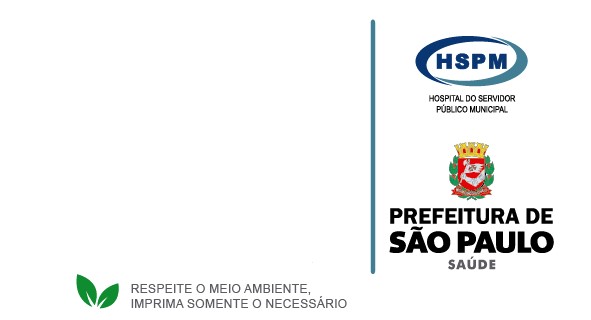 HSPM
HOSPITAL DO SERVIDOR
PÚBLICO MUNICIPAL
PREFEITURA DE
SÃO PAULO
SAÚDE
RESPEITE O MEIO AMBIENTE,
IMPRIMA SOMENTE O NECESSÁRIO